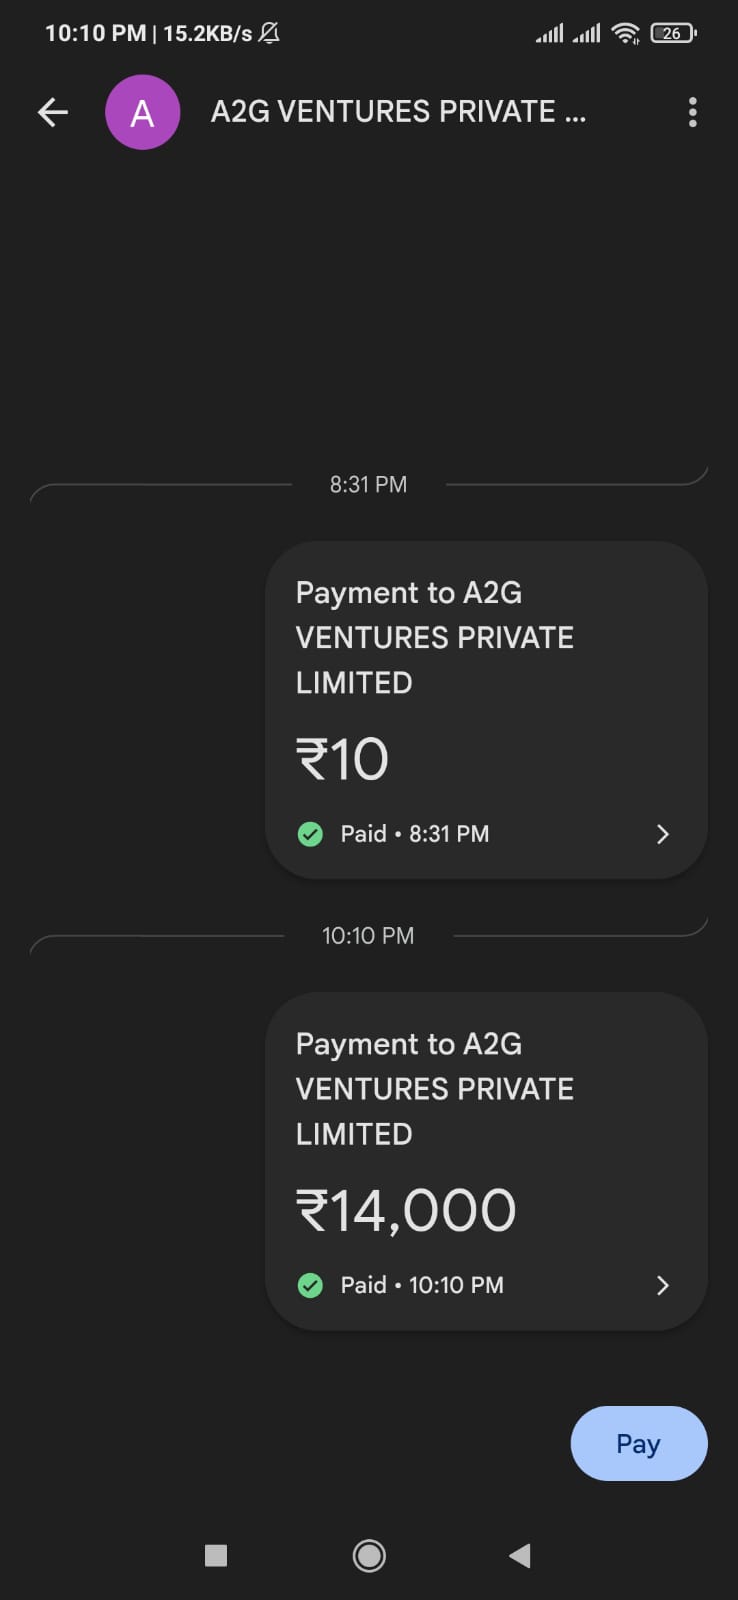 10:10 PM | 15.2KB/s 26
A A2G VENTURES PRIVATE ...
8:31 PM
Payment to A2G
VENTURES PRIVATE
LIMITED
₹10
Paid • 8:31 PM
10:10 PM
Payment to A2G
VENTURES PRIVATE
LIMITED
₹14,000
Paid • 10:10 PM
Pay